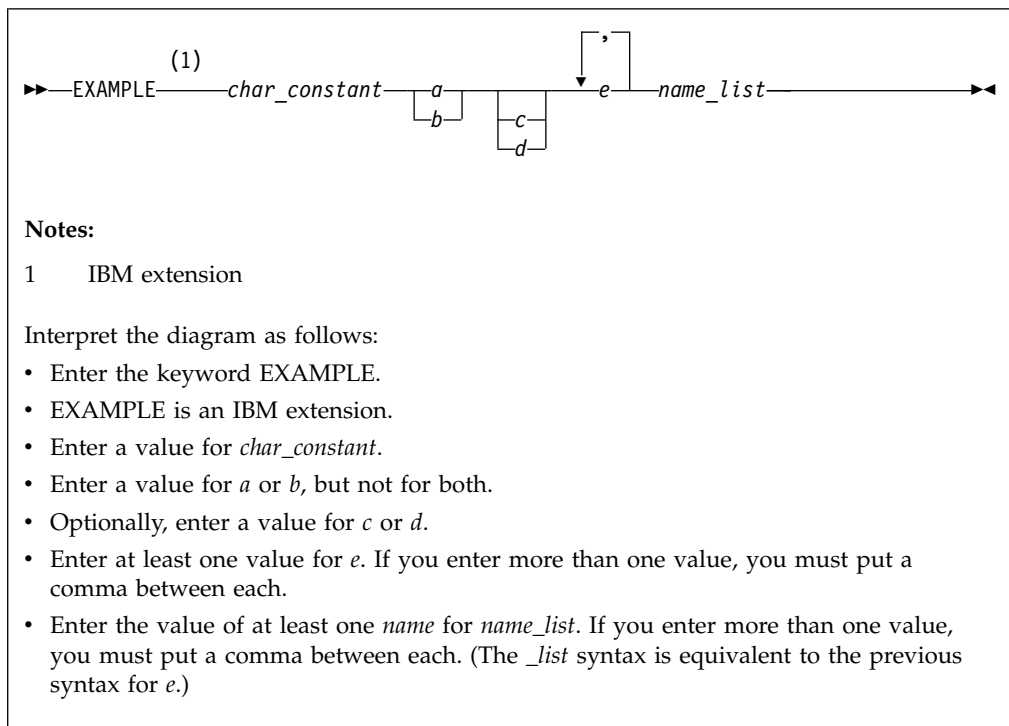 ,
(1)
EXAMPLE char_constant a e name_list
b c
d
Notes:
1 IBM extension
Interpret the diagram as follows:
• Enter the keyword EXAMPLE.
• EXAMPLE is an IBM extension.
• Enter a value for char_constant.
• Enter a value for a or b, but not for both.
• Optionally, enter a value for c or d.
• Enter at least one value for e. If you enter more than one value, you must put a
comma between each.
• Enter the value of at least one name for name_list. If you enter more than one value,
you must put a comma between each. (The _list syntax is equivalent to the previous
syntax for e.)